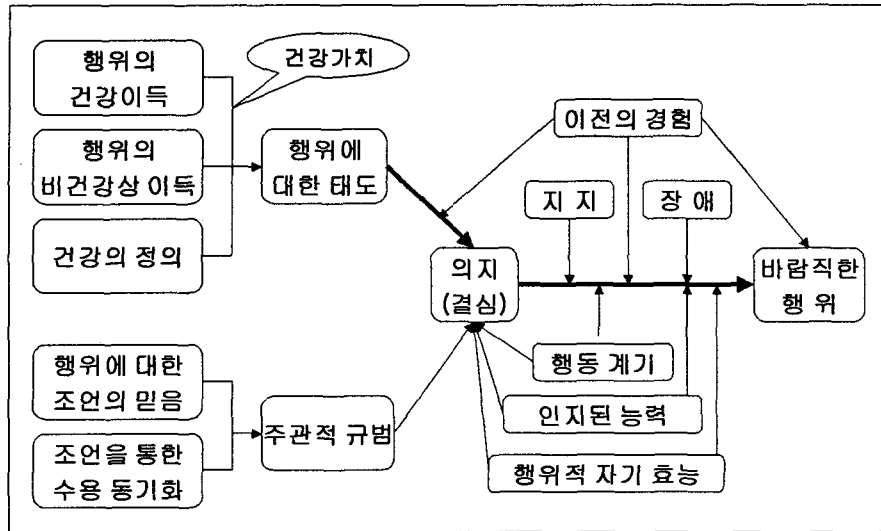 행위의
건강이득
건강가치
행위의
비건강상 이득
건강의 정의
행위에
대한 태도
이전의 경험
지 지
장 애
의지
(결심)
바람직한
행 위
행동 계기
인지된 능력
행위적 자기 효능
행위에 대한
조언의 믿음
조언을 통한
수용 동기화
주관적 규범